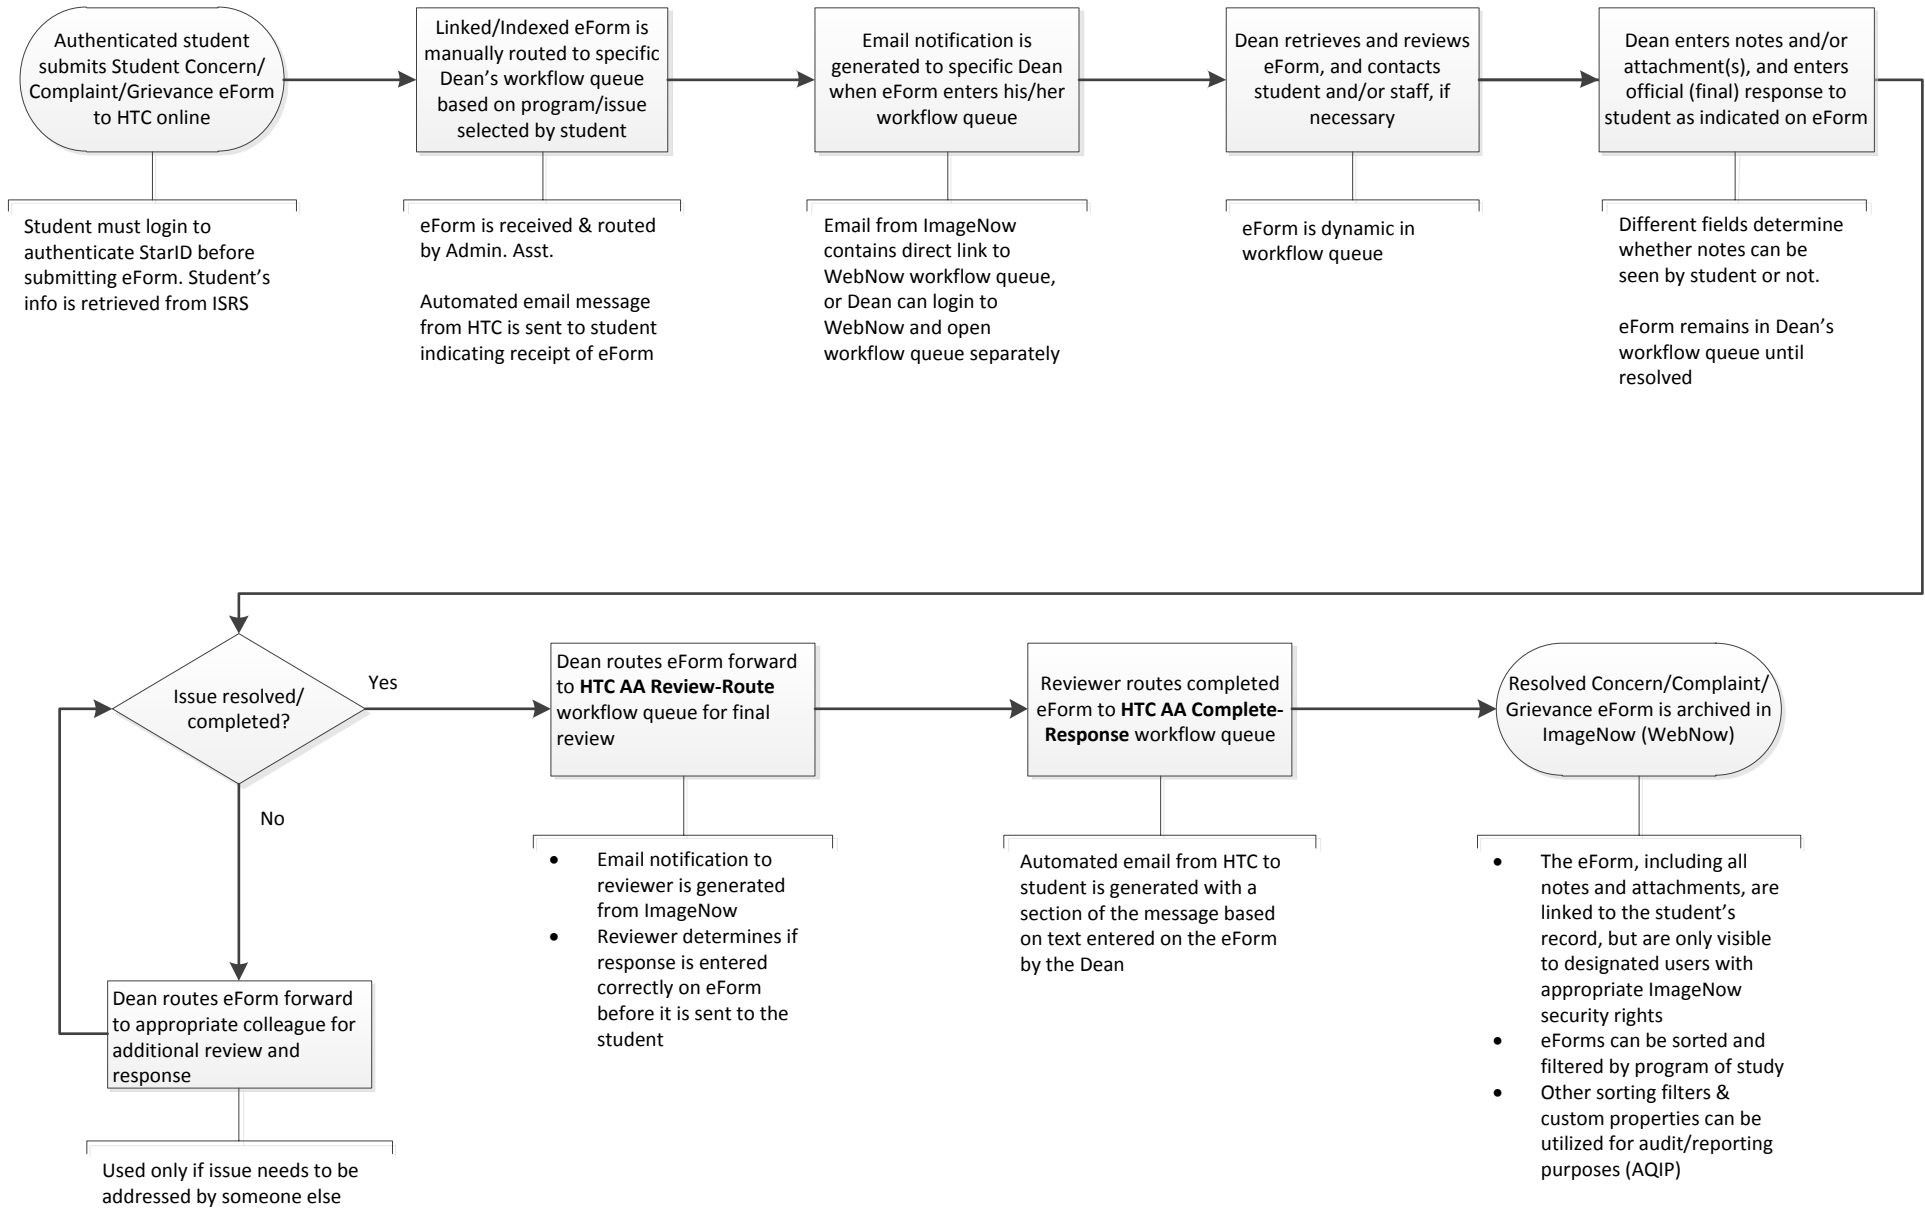 Authenticated student
submits Student Concern/
Complaint/Grievance eForm
to HTC online
Linked/Indexed eForm is
manually routed to specific
Dean's workflow queue
based on program/issue
selected by student
Email notification is
generated to specific Dean
when eForm enters his/her
workflow queue
Dean retrieves and reviews
eForm, and contacts
student and/or staff, if
necessary
Dean enters notes and/or
attachment(s), and enters
official (final) response to
student as indicated on eForm
Student must login to
authenticate StarID before
submitting eForm. Student's
info is retrieved from ISRS
eForm is received & routed
by Admin. Asst.
Automated email message
from HTC is sent to student
indicating receipt of eForm
Email from ImageNow
contains direct link to
WebNow workflow queue,
or Dean can login to
WebNow and open
workflow queue separately
eForm is dynamic in
workflow queue
Different fields determine
whether notes can be
seen by student or not.
eForm remains in Dean's
workflow queue until
resolved
Issue resolved/
completed?
Yes
No
Dean routes eForm forward
to HTC AA Review-Route
workflow queue for final
review
Reviewer routes completed
eForm to HTC AA Complete-
Response workflow queue
Resolved Concern/Complaint/
Grievance eForm is archived in
ImageNow (WebNow)
Dean routes eForm forward
to appropriate colleague for
additional review and
response
Used only if issue needs to be
addressed by someone else
• Email notification to
reviewer is generated
from ImageNow
• Reviewer determines if
response is entered
correctly on eForm
before it is sent to the
student
Automated email from HTC to
student is generated with a
section of the message based
on text entered on the eForm
by the Dean
• The eForm, including all
notes and attachments, are
linked to the student's
record, but are only visible
to designated users with
appropriate ImageNow
security rights
• eForms can be sorted and
filtered by program of study
• Other sorting filters &
custom properties can be
utilized for audit/reporting
purposes (AQIP)